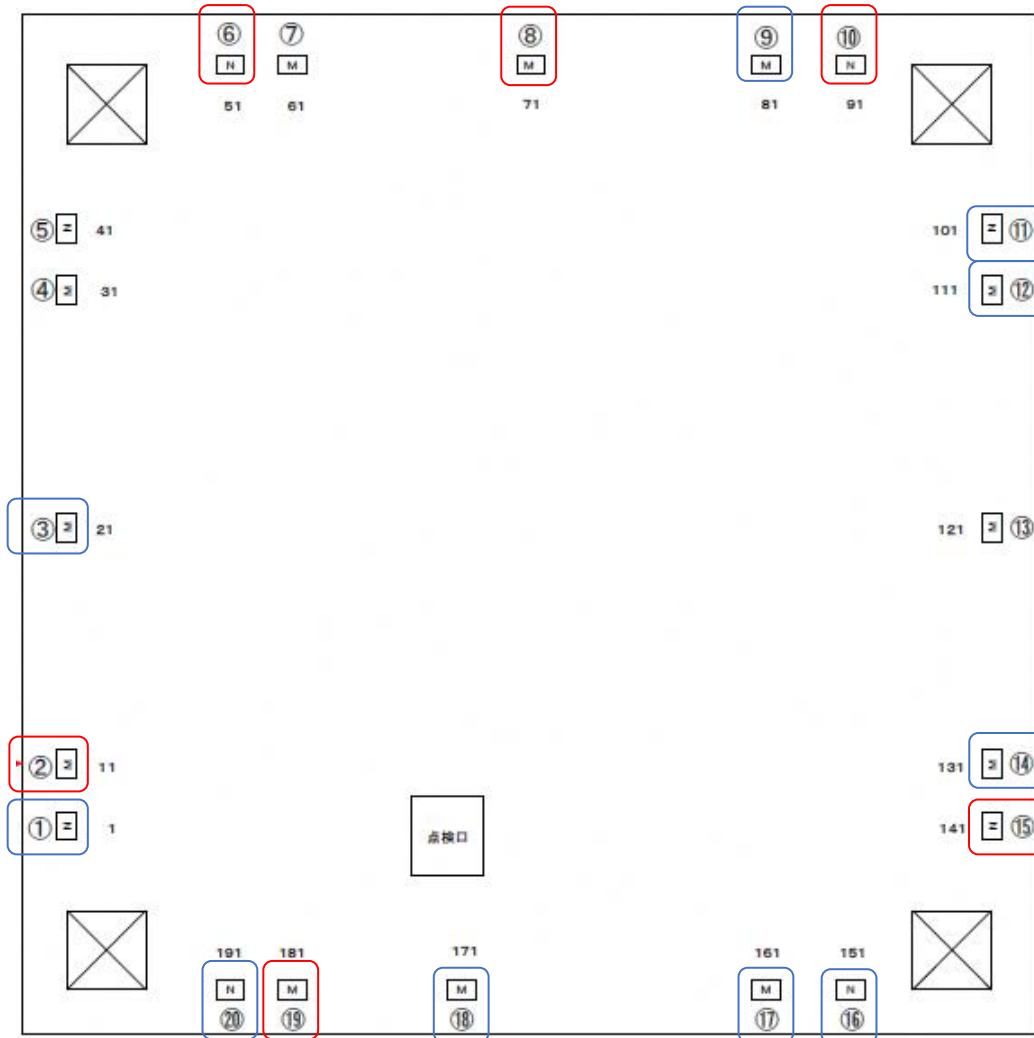 ⑥ ⑦ ⑧ ⑨ ⑩
N M M M N
51 61 71 81 91
⑤ N 41 101 N ⑪
④ M 31 111 M ⑫
③ M 21 121 M ⑬
② M 11 131 M ⑭
① N 1 141 N ⑮
点検口
191 181 171 161 151
N M M M N
⑳ ⑲ ⑱ ⑰ ⑯